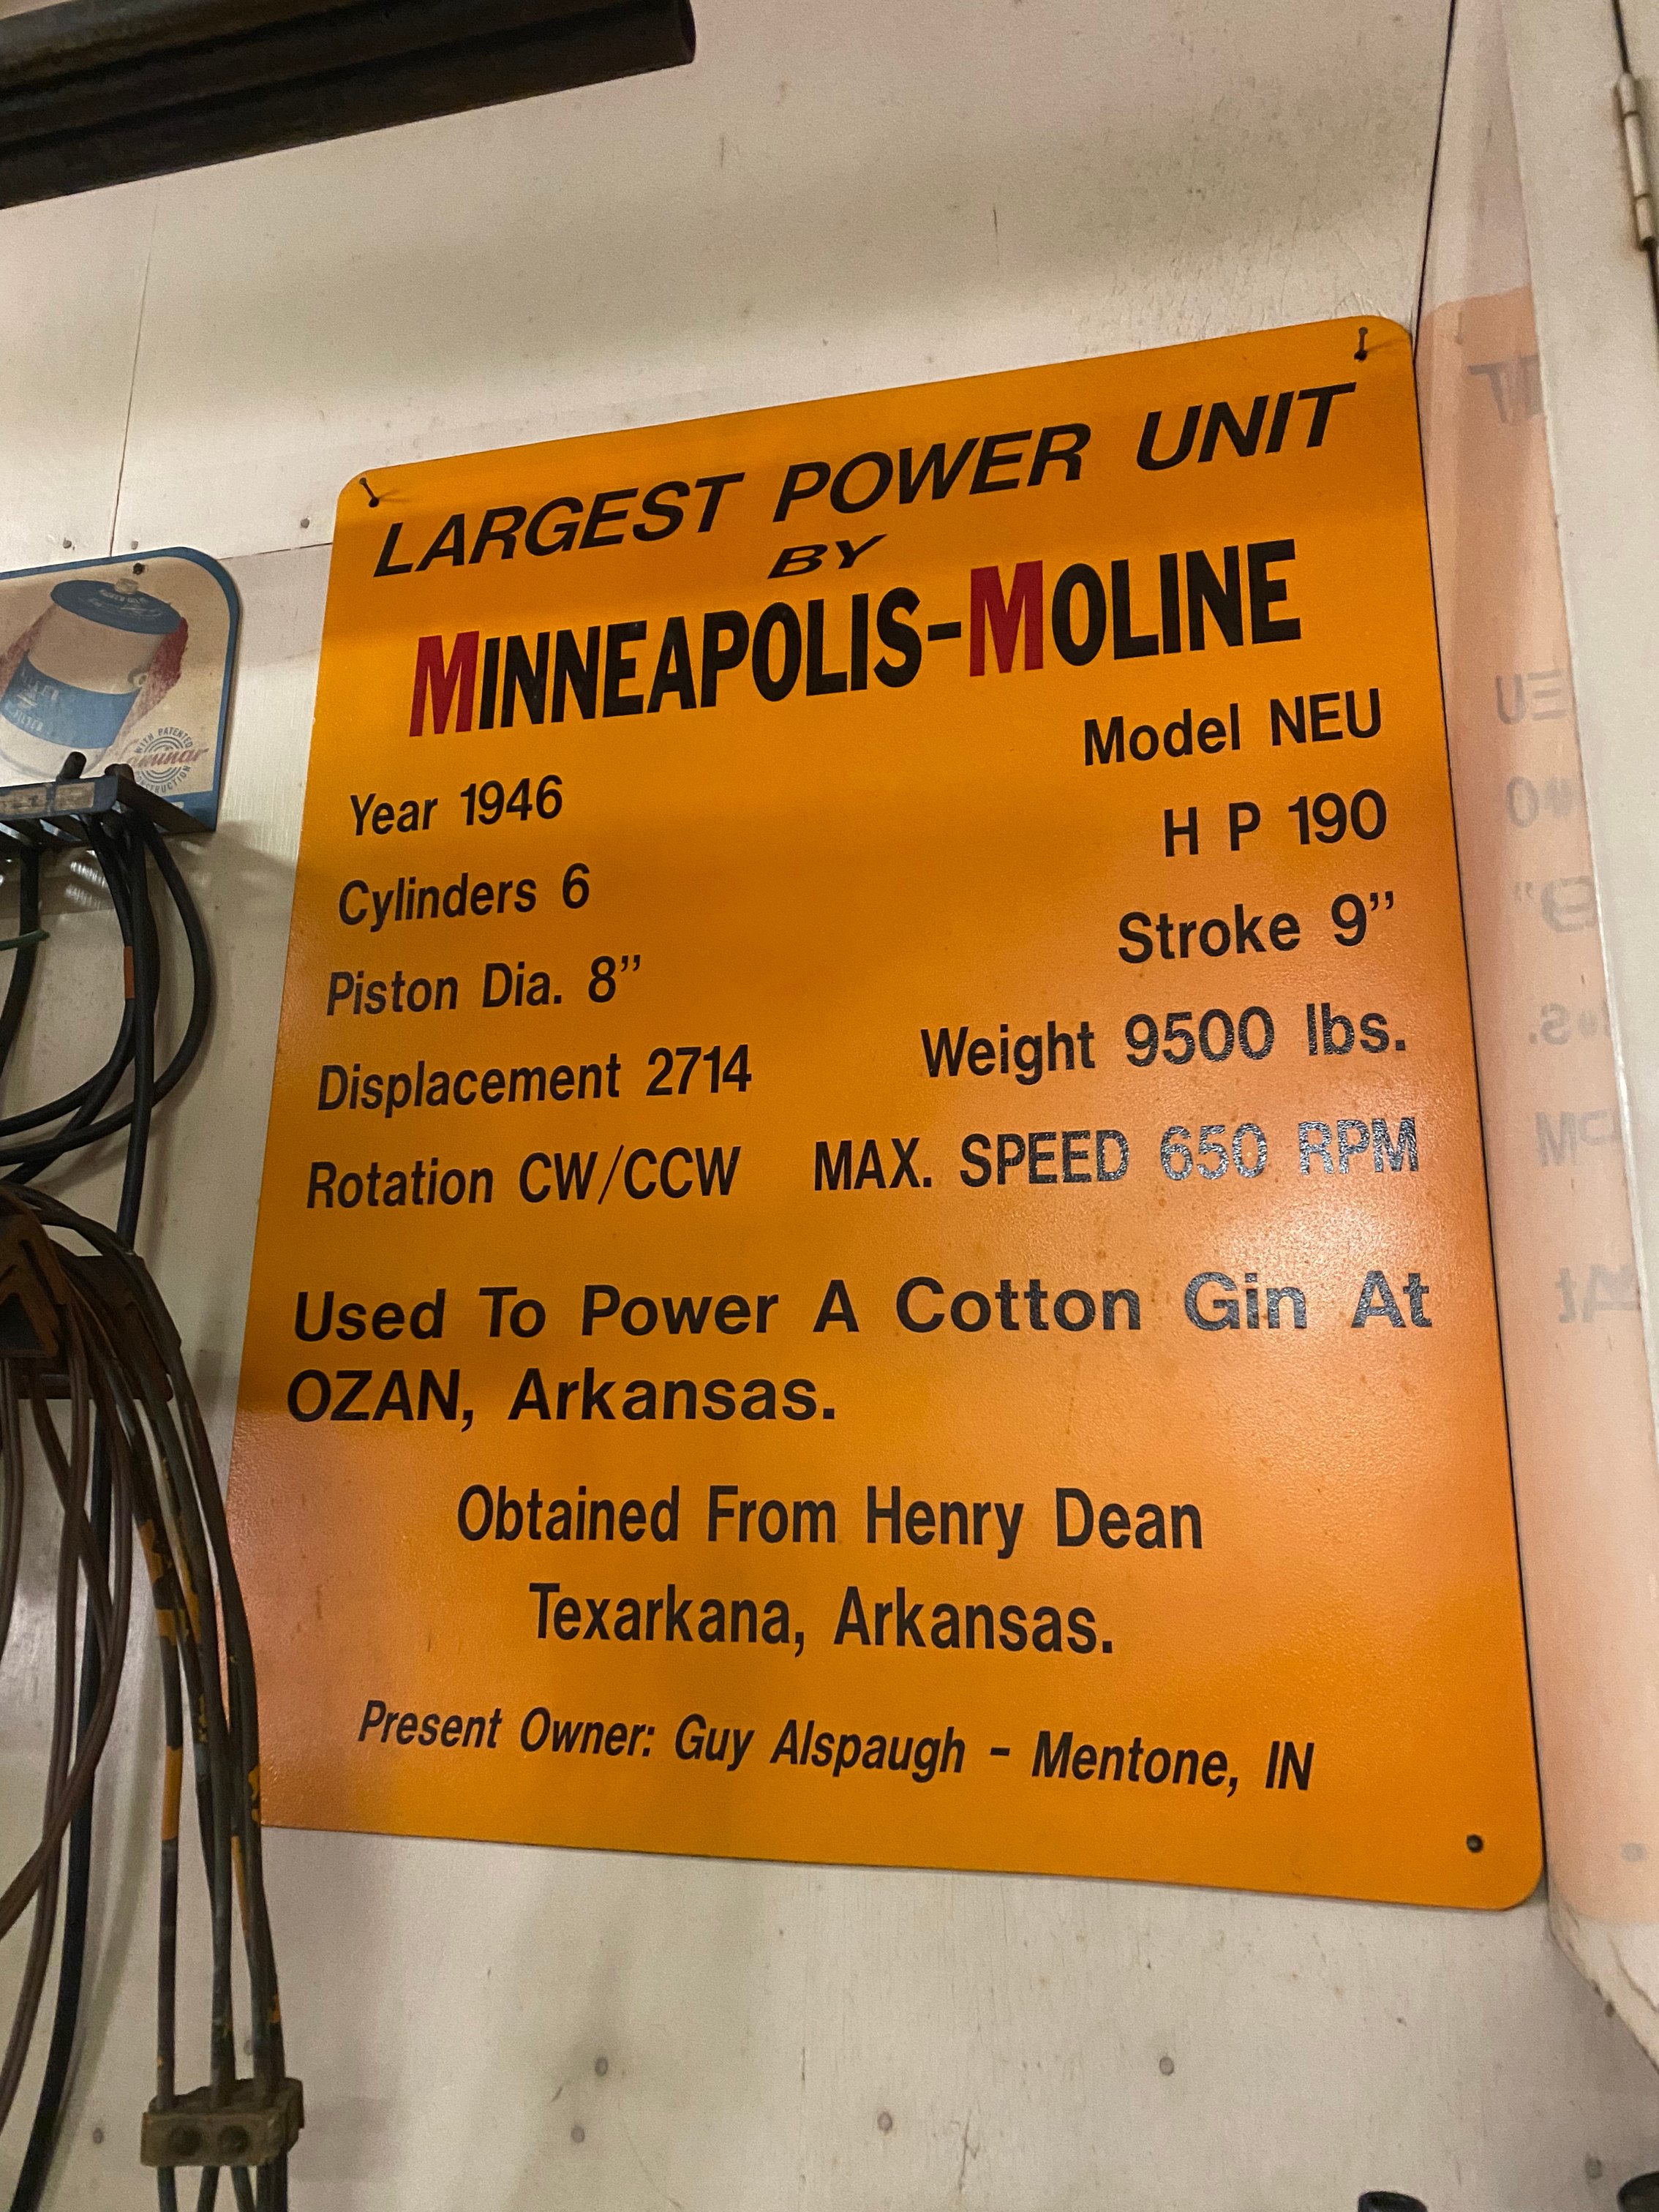 LARGEST POWER UNIT
BY
MINNEAPOLIS-MOLINE
Model NEU
Year 1946
H P 190
Cylinders 6
Stroke 9”
Piston Dia. 8”
Weight 9500 lbs.
Displacement 2714
Rotation CW/CCW MAX. SPEED 650 RPM
Used To Power A Cotton Gin At
OZAN, Arkansas.
Obtained From Henry Dean
Texarkana, Arkansas.
Present Owner: Guy Alspaugh - Mentone, IN
WITH PATENTED